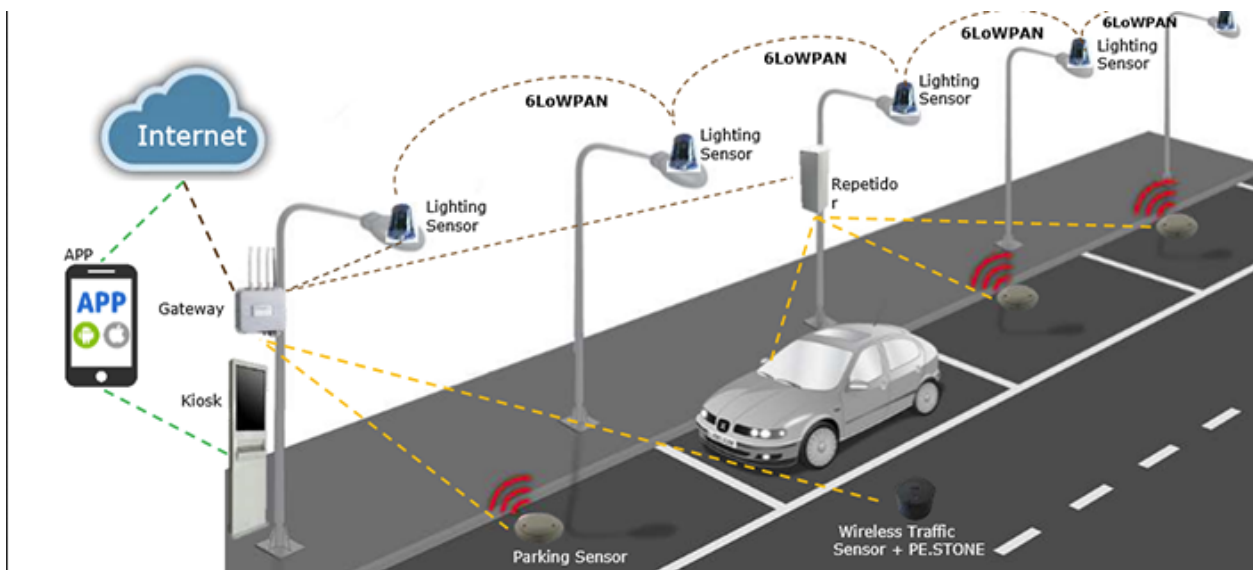 6LoWPAN
6LoWPAN
Lighting
Sensor
6LoWPAN
Lighting
Sensor
6LoWPAN
Lighting
Sensor
Internet
Repetido
r
Lighting
Sensor
APP
APP
Gateway
Kiosk
Parking Sensor
Wireless Traffic
Sensor + PE.STONE